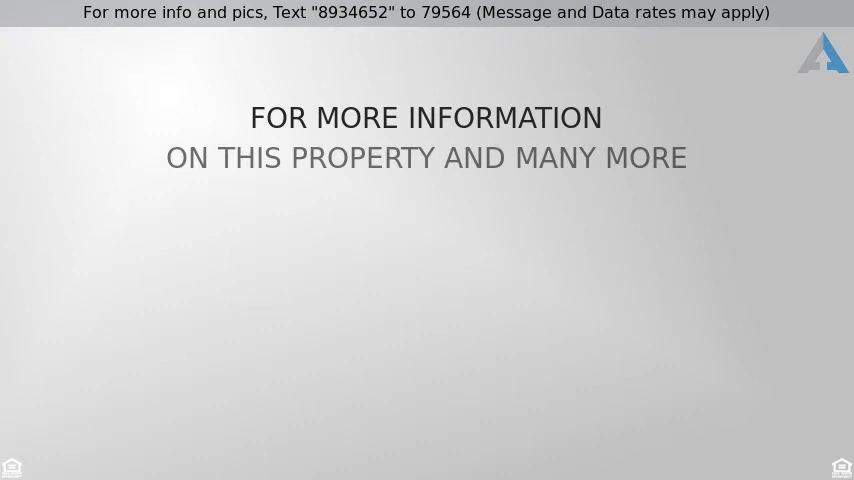 For more info and pics, Text "8934652" to 79564 (Message and Data rates may apply)
FOR MORE INFORMATION
ON THIS PROPERTY AND MANY MORE